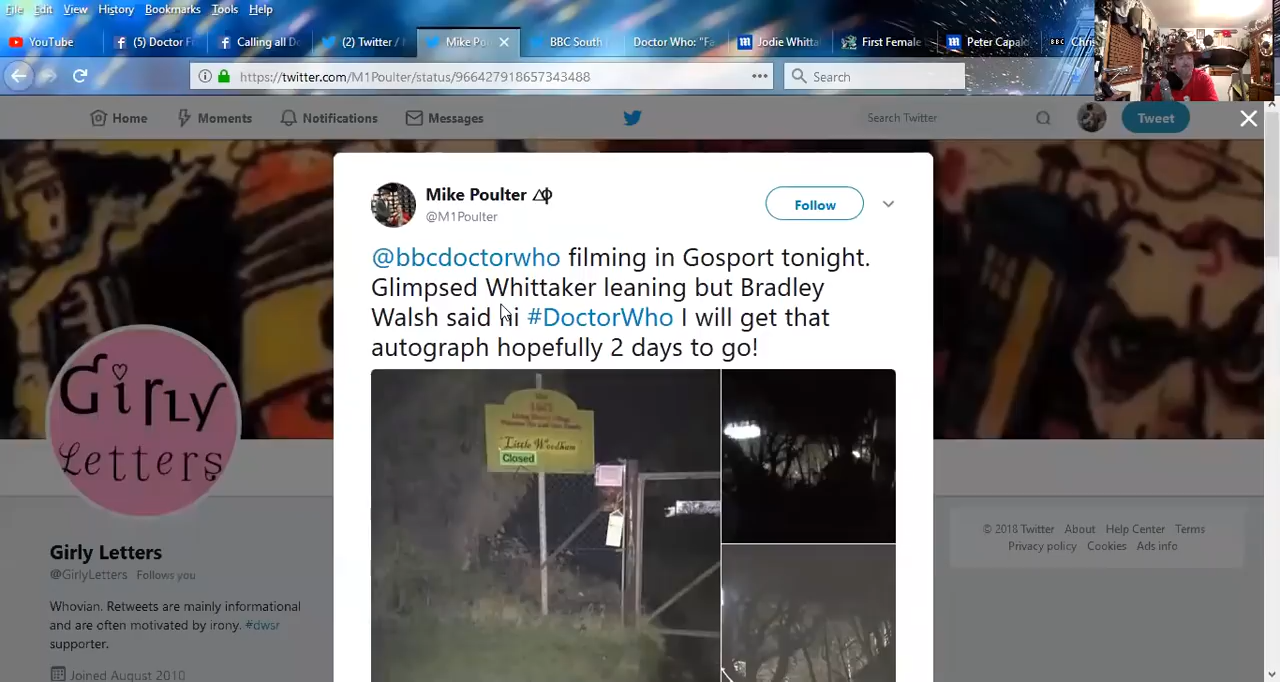 File Edit View History Bookmarks Tools Help
YouTube
(5) Doctor
Calling all D
(2) Twitter /
Mike Po
BBC South
Doctor Who: "Fa
Jodie Whitta
First Female
Peter Capal
BBC Chri
https://twitter.com/M1Poulter/status/966427918657343488
Search
Home Moments Notifications Messages
Search Twitter
Tweet
Mike Poulter
@M1Poulter
Follow
@bbcdoctorwho filming in Gosport tonight.
Glimpsed Whittaker leaning but Bradley
Walsh said hi #DoctorWho I will get that
autograph hopefully 2 days to go!
Little Woodham
Closed
Girly
Letters
Girly Letters
@GirlyLetters Follows you
Whovian. Retweets are mainly informational
and are often motivated by irony. #dwsr
supporter.
Joined August 2010
© 2018 Twitter About Help Center Terms
Privacy policy Cookies Ads info